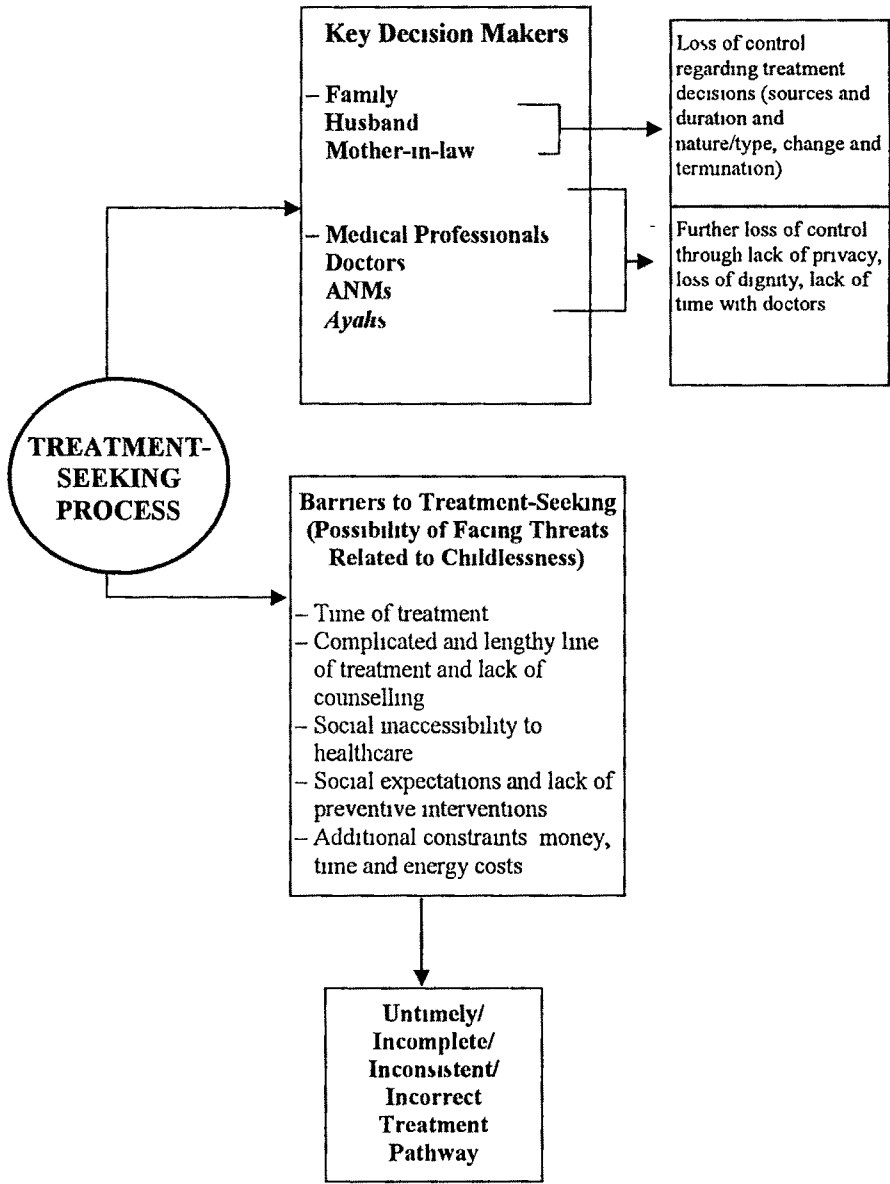 Key Decision Makers
– Family
Husband
Mother-in-law
– Medical Professionals
Doctors
ANMs
Ayahs
Loss of control
regarding treatment
decisions (sources and
duration and
nature/type, change and
termination)
Further loss of control
through lack of privacy,
loss of dignity, lack of
time with doctors
TREATMENT-
SEEKING
PROCESS
Barriers to Treatment-Seeking
(Possibility of Facing Threats
Related to Childlessness)
– Time of treatment
– Complicated and lengthy line
of treatment and lack of
counselling
– Social inaccessibility to
healthcare
– Social expectations and lack of
preventive interventions
– Additional constraints money,
time and energy costs
Untimely/
Incomplete/
Inconsistent/
Incorrect
Treatment
Pathway